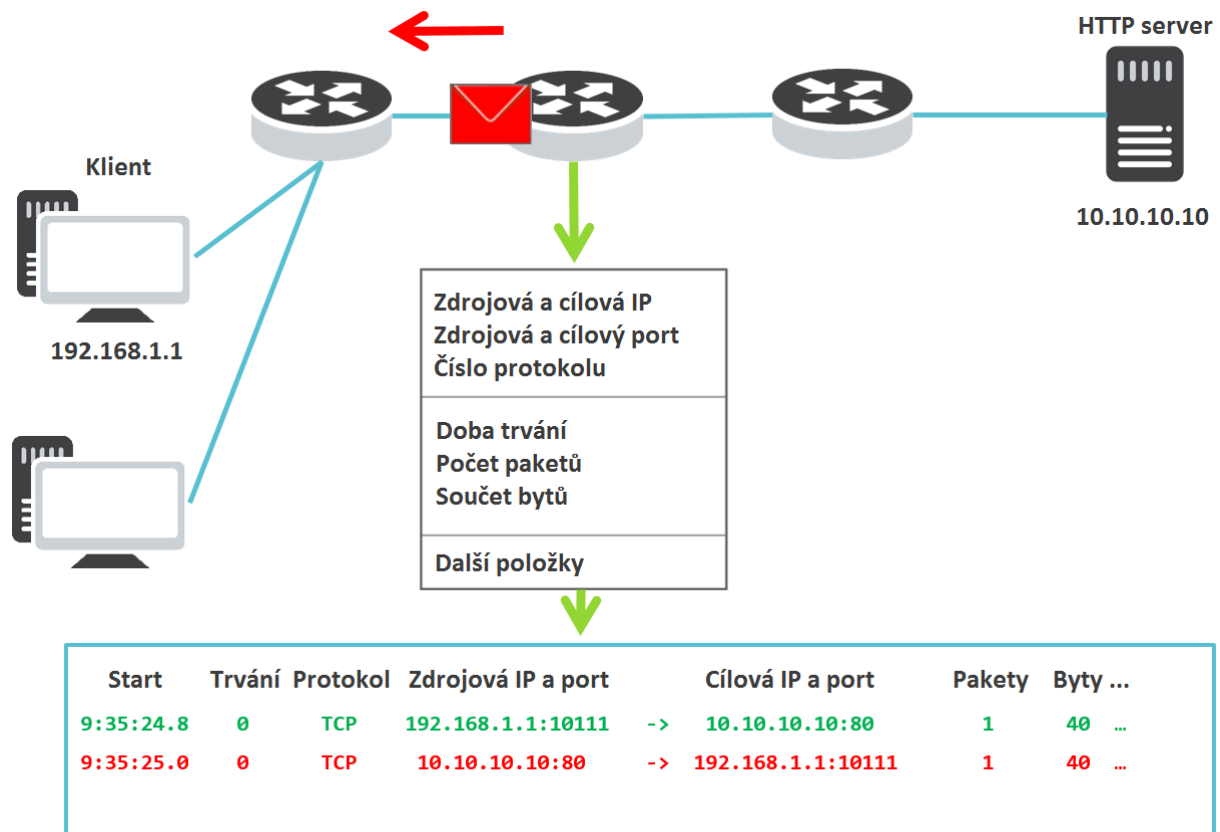 HTTP server
Klient
10.10.10.10
192.168.1.1
Zdrojová a cílová IP
Zdrojová a cílový port
Číslo protokolu
Doba trvání
Počet paketů
Součet bytů
Další položky
Start Trvání Protokol Zdrojová IP a port Cílová IP a port Pakety Byty ...
9:35:24.8 0 TCP 192.168.1.1:10111 -> 10.10.10.10:80 1 40 …
9:35:25.0 0 TCP 10.10.10.10:80 -> 192.168.1.1:10111 1 40 …